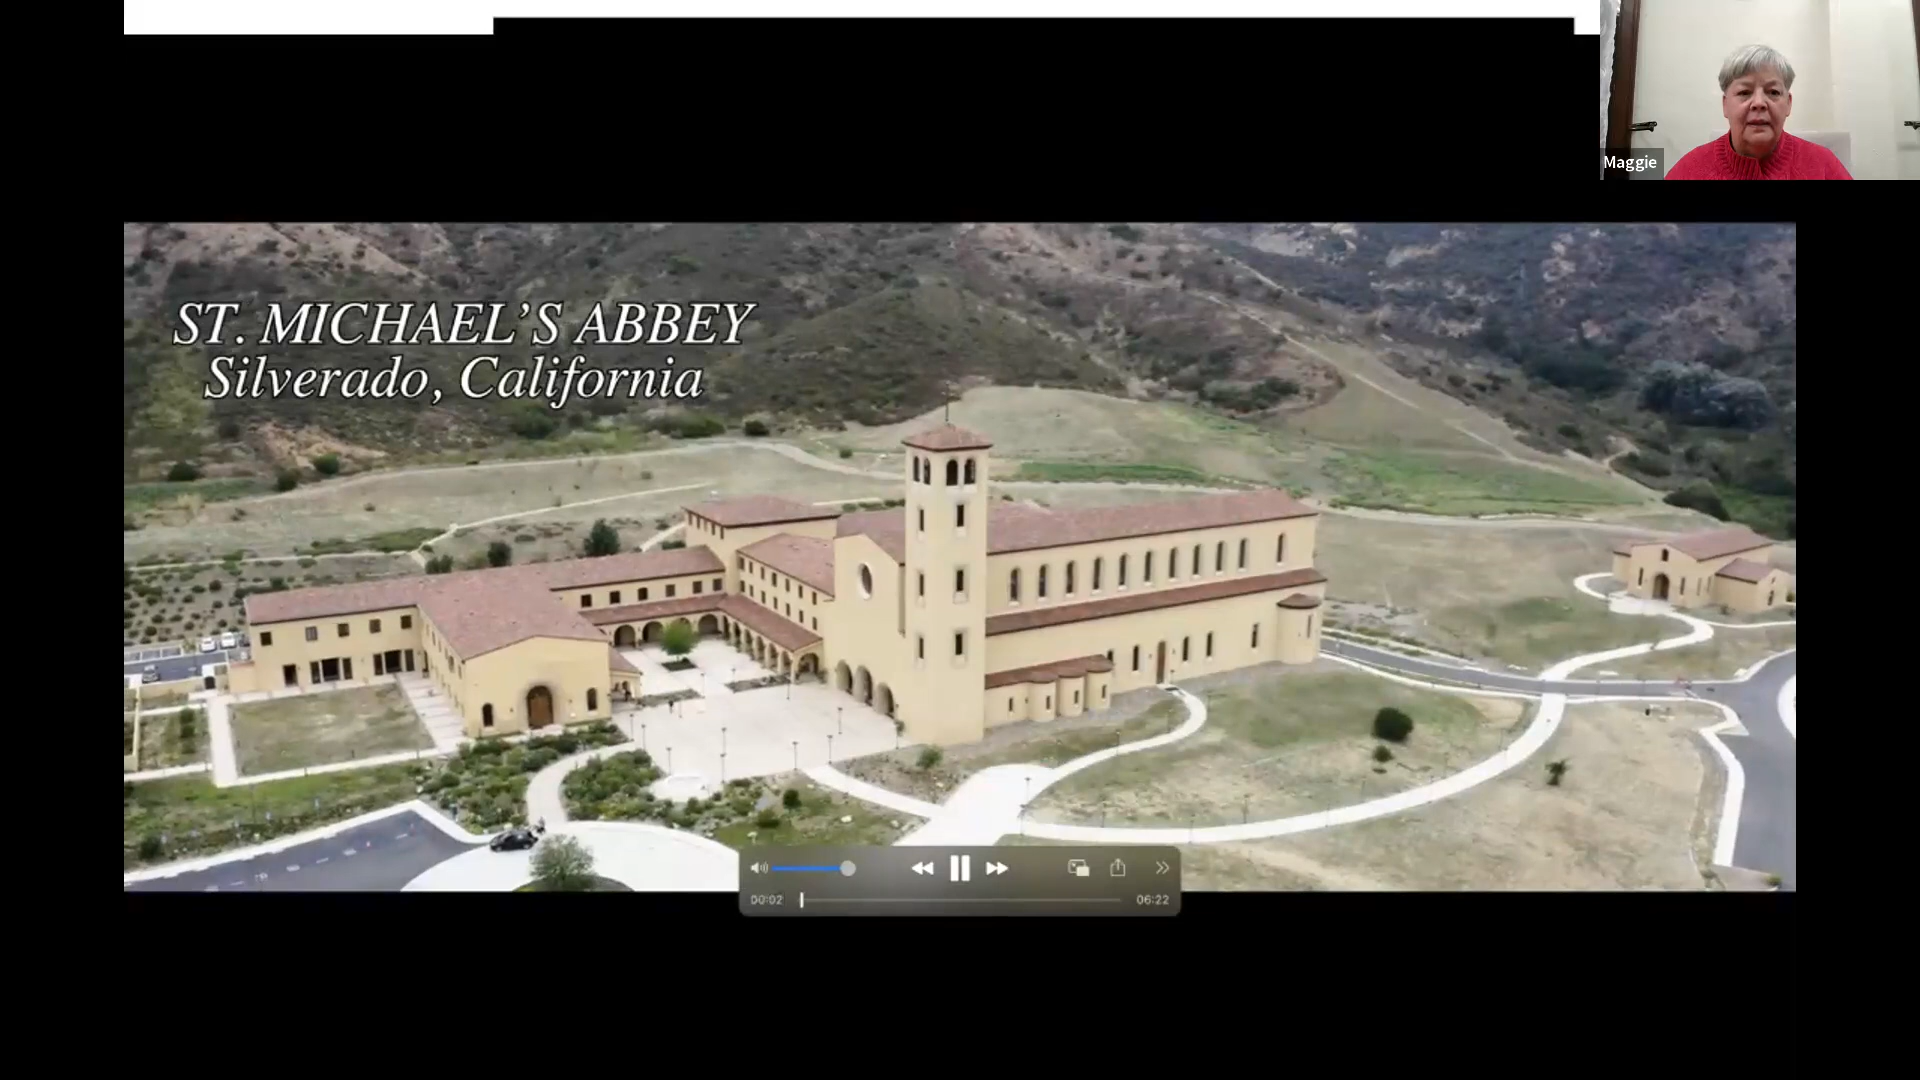 Maggie
ST. MICHAEL'S ABBEY
Silverado, California
00:02
06:22